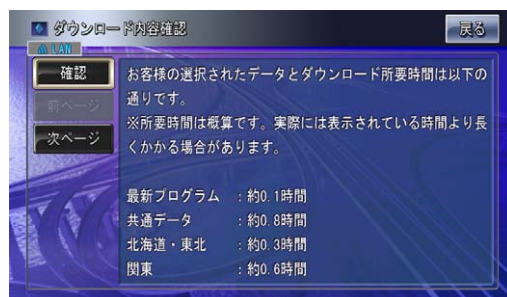 ダウンロード内容確認
戻る
LAN
確認
前ページ
次ページ
お客様の選択されたデータとダウンロード所要時間は以下の
通りです。
※所要時間は概算です。実際には表示されている時間より長
くかかる場合があります。
最新プログラム ：約0.1時間
共通データ ：約0.8時間
北海道・東北 ：約0.3時間
関東 ：約0.6時間